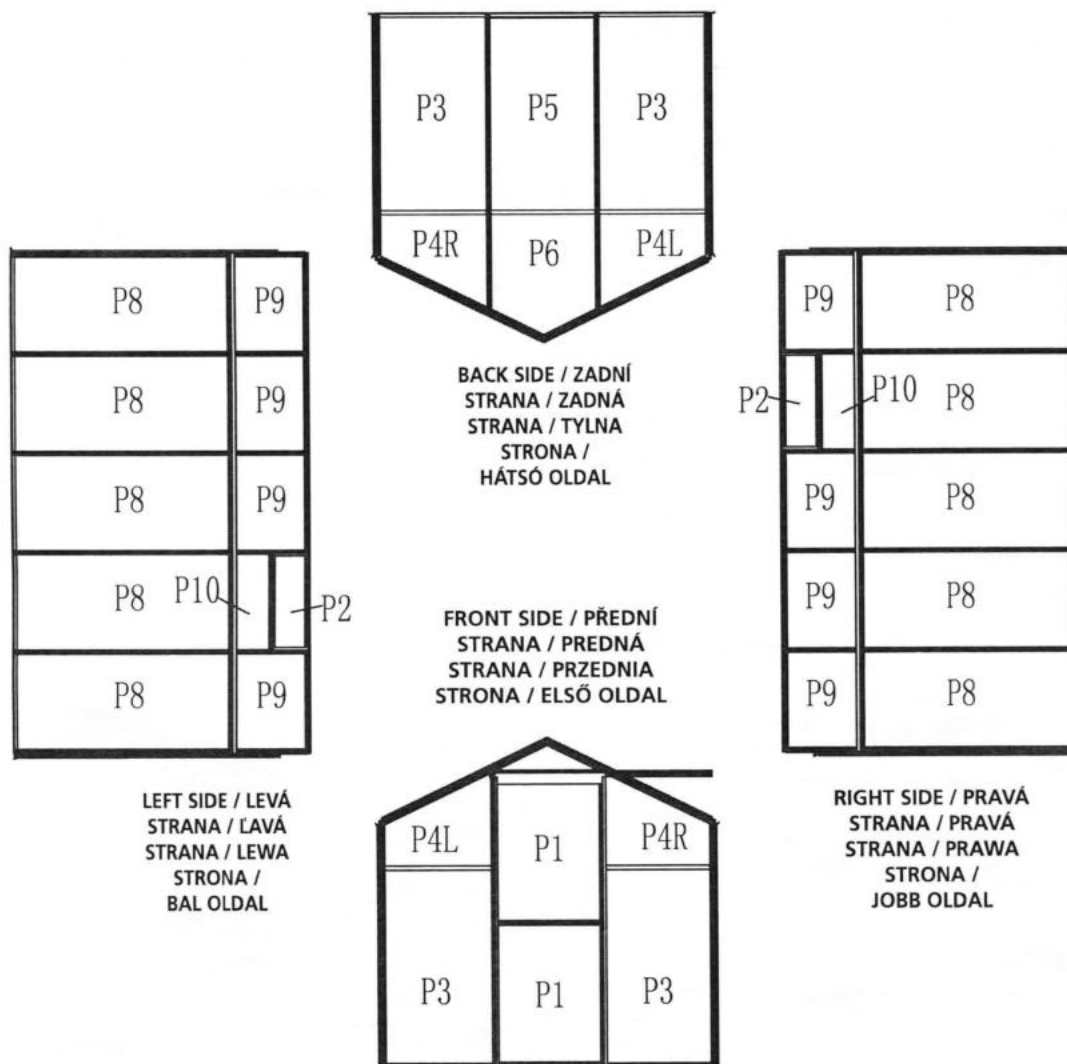 P3 P5 P3
P4R P6 P4L
BACK SIDE / ZADNÍ
STRANA / ZADNÁ
STRANA / TYLNA
STRONA /
HÁTSÓ OLDAL
P8 P9
P8 P9
P8 P9
P8 P10 P2
P8 P9
LEFT SIDE / LEVÁ
STRANA / ĽAVÁ
STRANA / LEWA
STRONA /
BAL OLDAL
P9 P8
P2 P10 P8
P9 P8
P9 P8
P9 P8
RIGHT SIDE / PRAVÁ
STRANA / PRAVÁ
STRANA / PRAWA
STRONA /
JOBB OLDAL
FRONT SIDE / PŘEDNÍ
STRANA / PREDNÁ
STRANA / PRZEDNIA
STRONA / ELSŐ OLDAL
P4L P1 P4R
P3 P1 P3